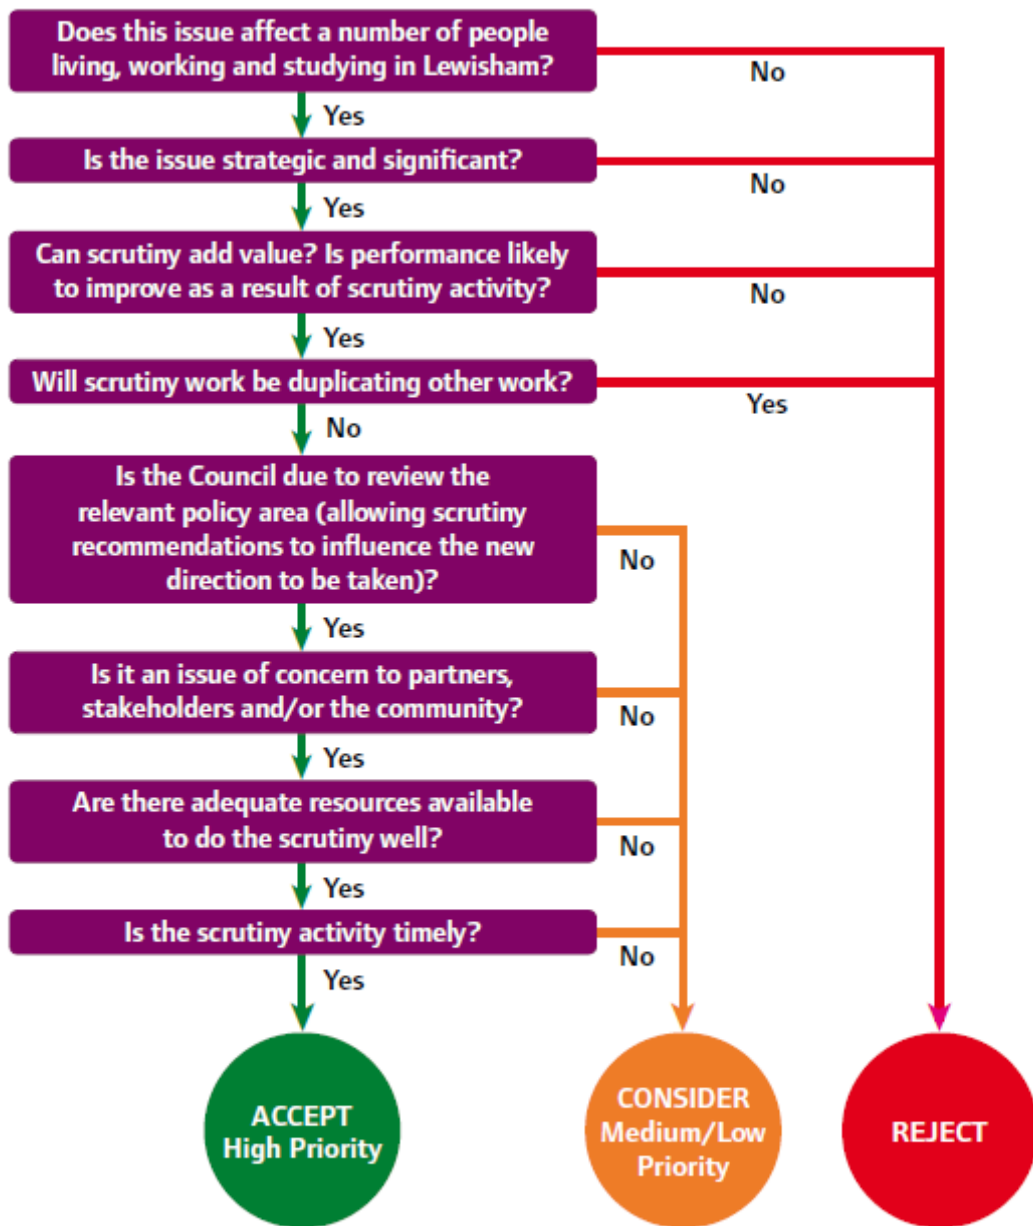 Does this issue affect a number of people
living, working and studying in Lewisham?
No
Yes
Is the issue strategic and significant?
No
Yes
Can scrutiny add value? Is performance likely
to improve as a result of scrutiny activity?
No
Yes
Will scrutiny work be duplicating other work?
Yes
No
Is the Council due to review the
relevant policy area (allowing scrutiny
recommendations to influence the new
direction to be taken)?
No
Yes
Is it an issue of concern to partners,
stakeholders and/or the community?
No
Yes
Are there adequate resources available
to do the scrutiny well?
No
Yes
Is the scrutiny activity timely?
No
Yes
ACCEPT
High Priority
CONSIDER
Medium/Low
Priority
REJECT